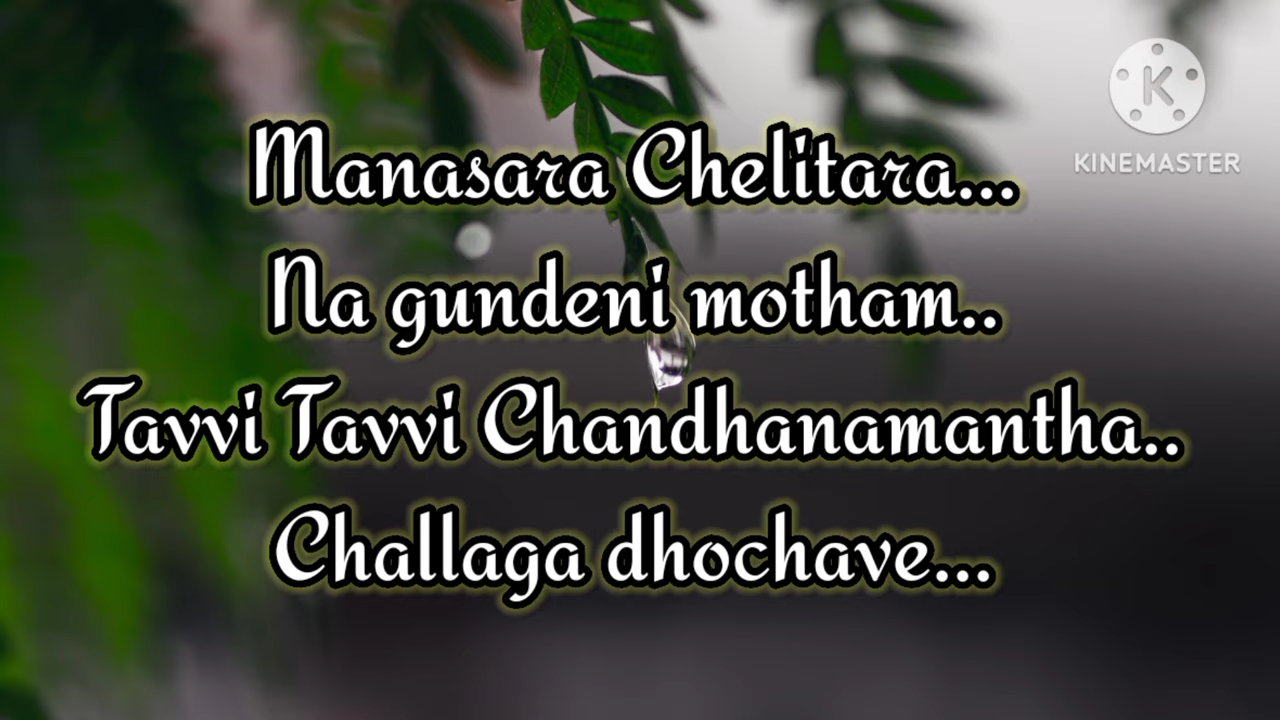 Manasara Chelitara...
Na gundeni motham..
Tavvi Tavvi Chandhanamantha..
Challaga dhochave...
K
KINEMASTER